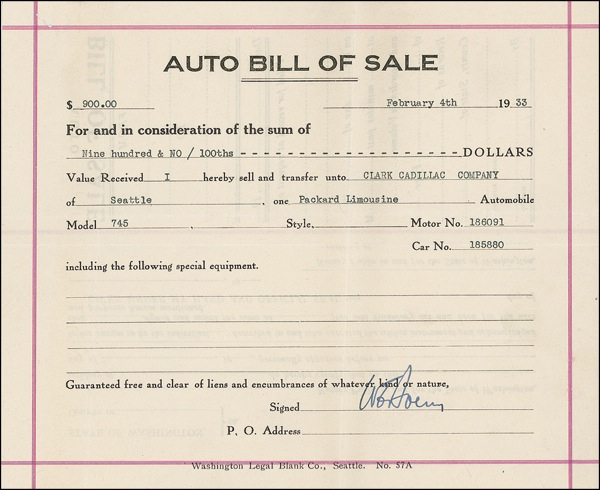 AUTO BILL OF SALE
$ 900.00 February 4th 1933
For and in consideration of the sum of
Nine hundred & NO/100ths - - - - - - - - - - - - - - - - - - - - DOLLARS
Value Received I hereby sell and transfer unto CLARK CADILLAC COMPANY
of Seattle , one Packard Limousine Automobile
Model 745 , Style, Motor No. 186091
Car No. 185880
including the following special equipment.
Guaranteed free and clear of liens and encumbrances of whatever kind or nature,
Signed
P. O. Address
Washington Legal Blank Co., Seattle. No. 57A